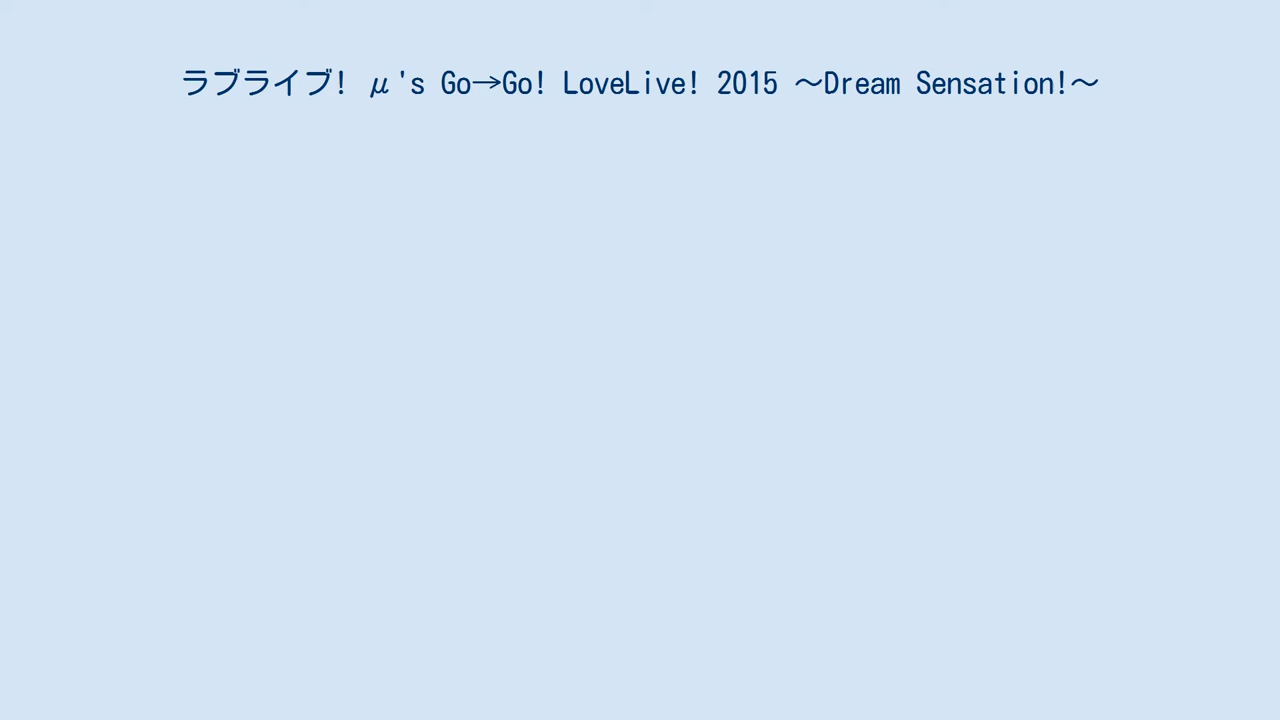 ラブライブ! μ's Go→Go! LoveLive! 2015 ～Dream Sensation!～